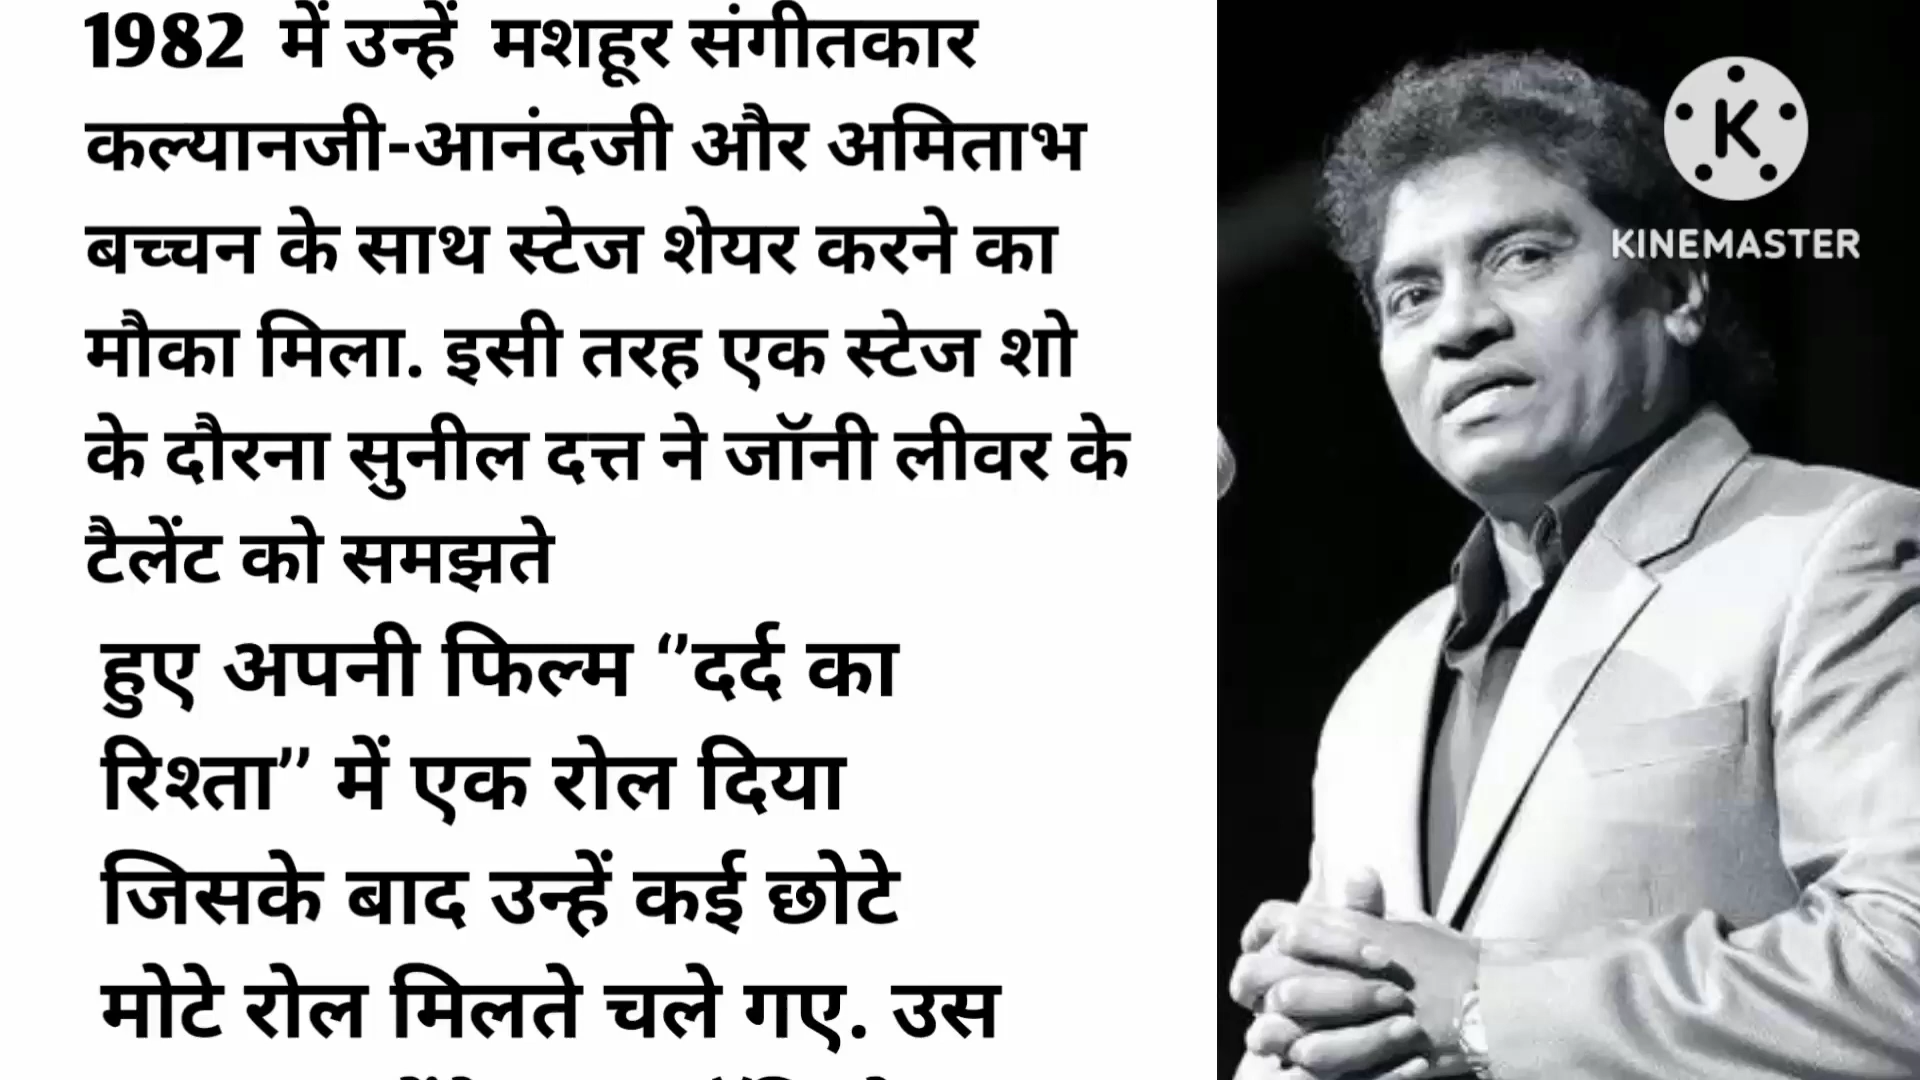 1982 में उन्हें मशहूर संगीतकार
कल्यानजी-आनंदजी और अमिताभ
बच्चन के साथ स्टेज शेयर करने का
मौका मिला. इसी तरह एक स्टेज शो
के दौरना सुनील दत्त ने जॉनी लीवर के
टैलेंट को समझते
हुए अपनी फिल्म ‘’दर्द का
रिश्ता’’ में एक रोल दिया
जिसके बाद उन्हें कई छोटे
मोटे रोल मिलते चले गए. उस
K
KINEMASTER